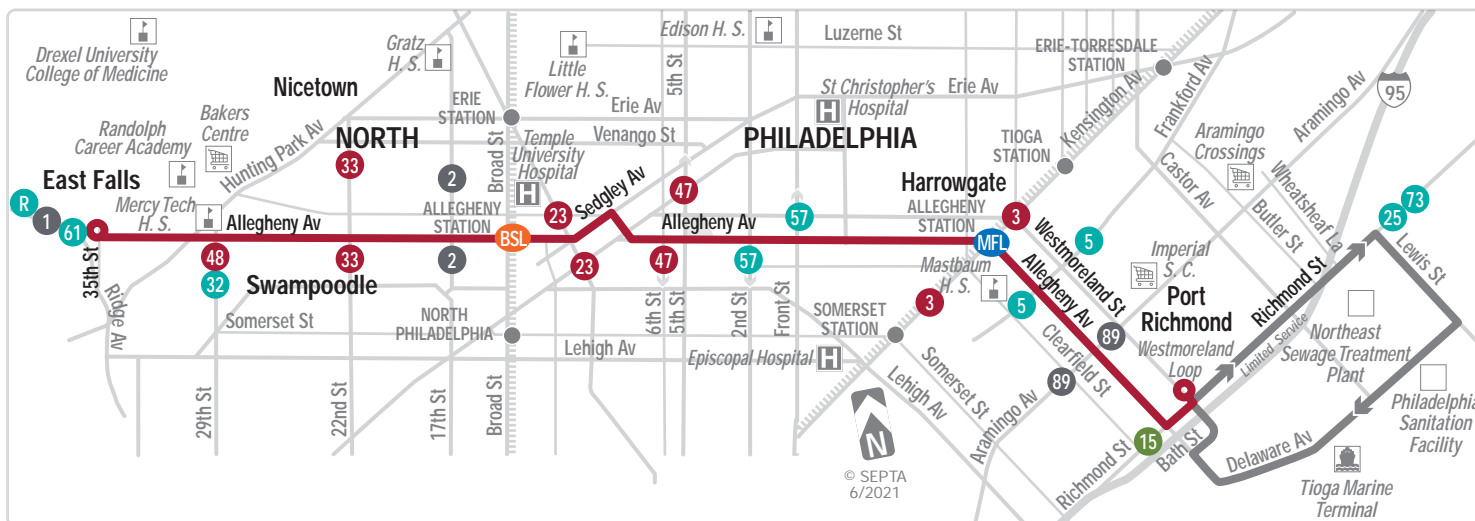 Drexel University
College of Medicine
Nicetown
Gratz
H. S.
Little
Flower H. S.
Edison H. S.
5th St
Luzerne St
ERIE-TORRESDALE
STATION
95
Aramingo Av
Frankford Av
Kensington Av
St Christopher's
Hospital
Erie Av
ERIE
STATION
Erie Av
Venango St
Broad St
Temple
University
Hospital
Bakers
Centre
Randolph
Career Academy
Hunting Park Av
NORTH
PHILADELPHIA
TIOGA
STATION
Aramingo
Crossings
Castor Av
Butler St
Wheatsheaf La
33
2
47
East Falls
Mercy Tech
H. S.
R
1
61
Allegheny Av
ALLEGHENY
STATION
BSL
23
Sedgley Av
Allegheny Av
57
Harrowgate
ALLEGHENY
STATION
MFL
3
Westmoreland St
5
73
25
Lewis St
35th St
48
32
33
2
23
47
57
Swampoodle
Ridge Av
Somerset St
NORTH
PHILADELPHIA
Lehigh Av
6th St
5th St
2nd St
Front St
SOMERSET
STATION
3
Mastbaum
H. S.
5
Allegheny Av
Imperial
S. C.
Port
Richmond
Westmoreland
Loop
Richmond St
Limited Service
Northeast
Sewage Treatment
Plant
Philadelphia
Sanitation
Facility
Episcopal Hospital
Lehigh Av
Somerset St
Clearfield St
89
89
Aramingo Av
29th St
22nd St
17th St
Broad St
N
© SEPTA
6/2021
Richmond St
15
Bath St
Delaware Av
Tioga Marine
Terminal
H
H
H